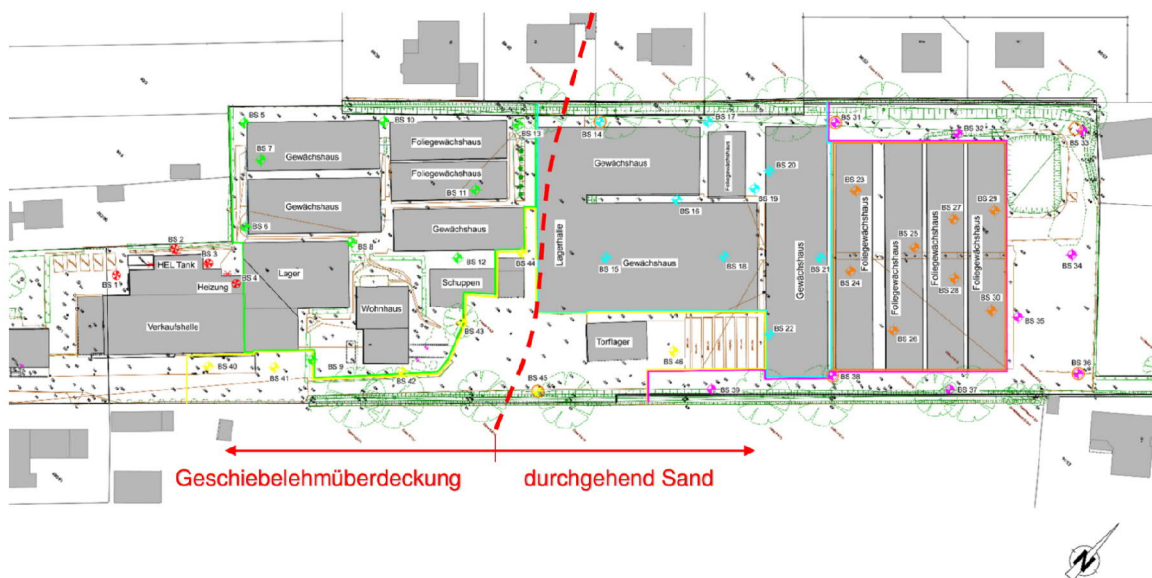 BS 5
BS 10
BS 13
BS 14
BS 17
BS 31
BS 32
BS 33
BS 7
Gewächshaus
Foliegewächshaus
Gewächshaus
Foliegewächshaus
BS 20
Foliegewächshaus
BS 11
BS 19
BS 23
BS 29
Gewächshaus
BS 16
BS 27
BS 6
Gewächshaus
Lagerhalle
Gewächshaus
Foliegewächshaus
Foliegewächshaus
Foliegewächshaus
Foliegewächshaus
BS 2
BS 8
BS 25
HEL Tank
BS 3
BS 12
BS 44
BS 15
Gewächshaus
BS 18
BS 21
BS 34
BS 1
BS 4
Lager
BS 24
BS 28
Heizung
Schuppen
BS 30
Wohnhaus
BS 35
Verkaufshalle
BS 43
Torflager
BS 22
BS 26
BS 46
BS 40
BS 41
BS 9
BS 42
BS 45
BS 39
BS 38
BS 37
BS 36
Geschiebelehmüberdeckung
durchgehend Sand
N